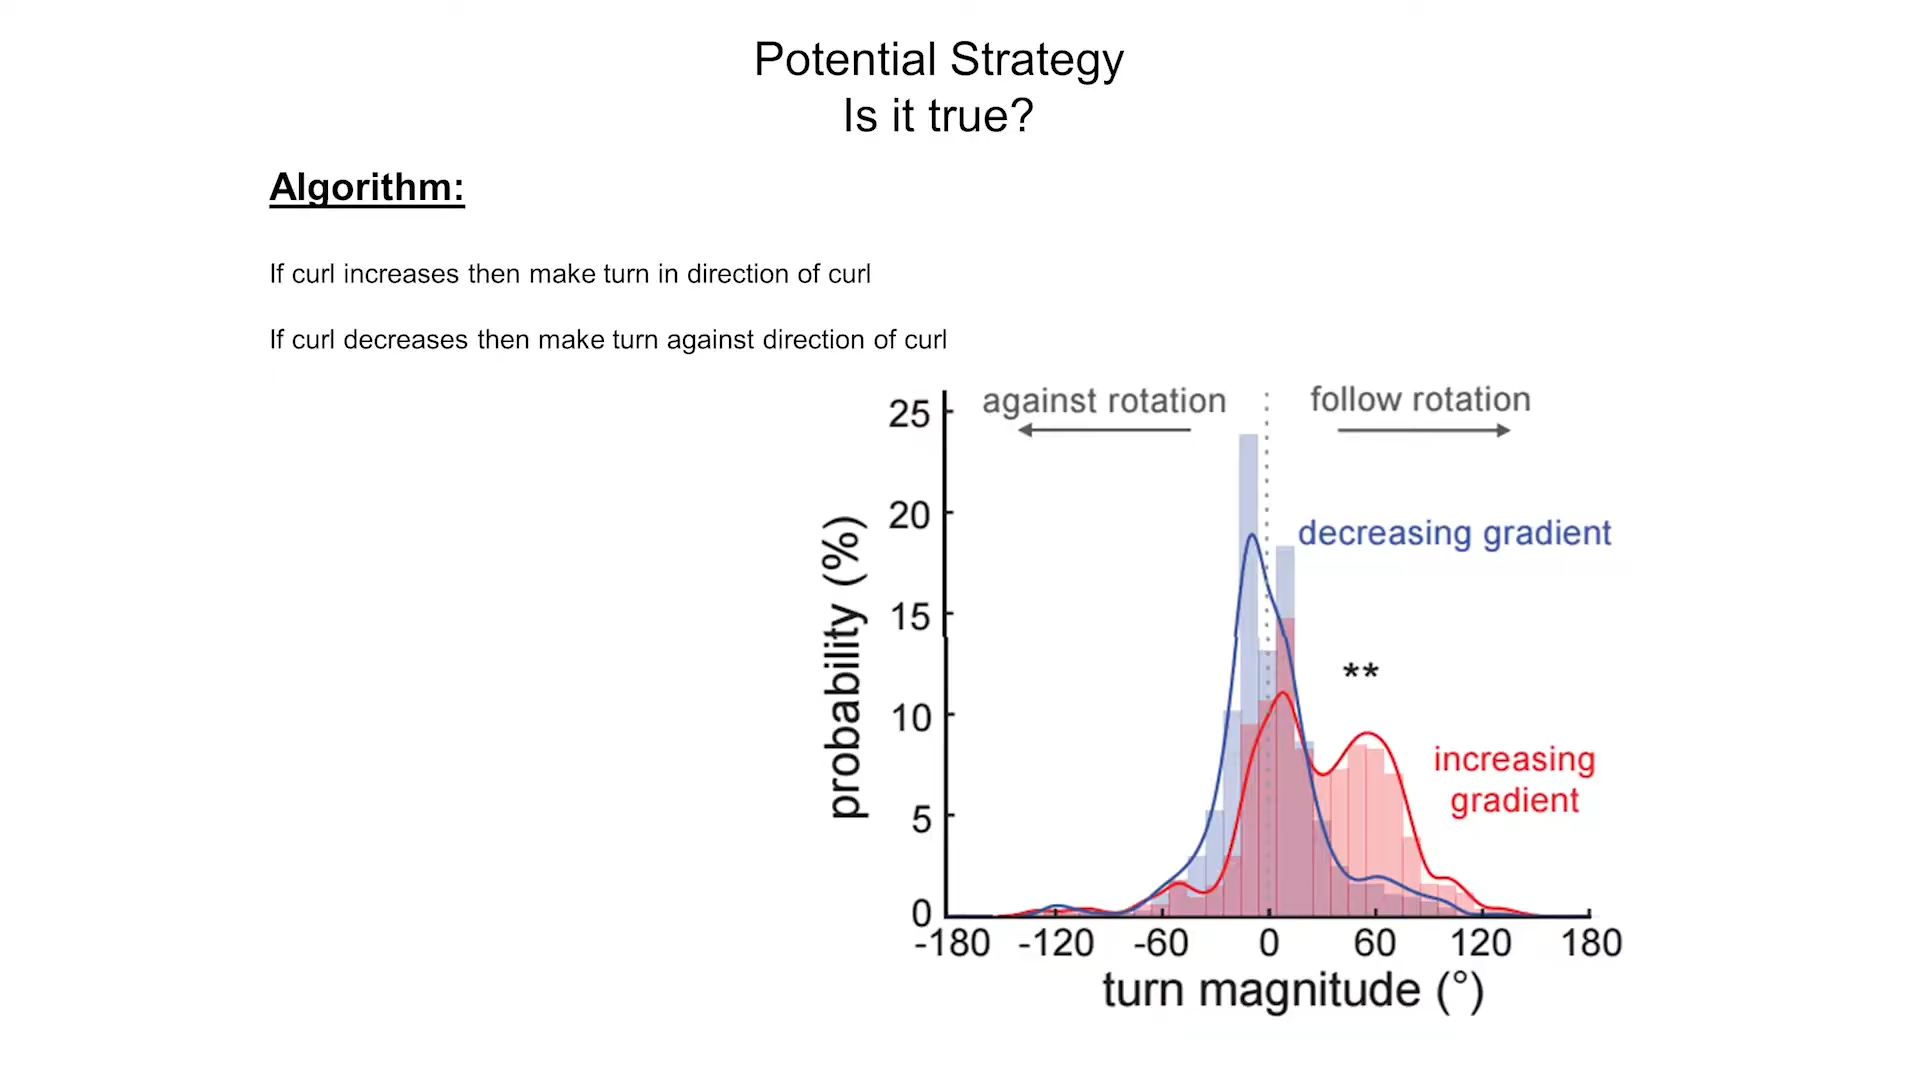 Potential Strategy
Is it true?
Algorithm:
If curl increases then make turn in direction of curl
If curl decreases then make turn against direction of curl
against rotation
follow rotation
decreasing gradient
**
increasing
gradient
probability (%)
25
20
15
10
5
0
-180 -120 -60 0 60 120 180
turn magnitude (°)